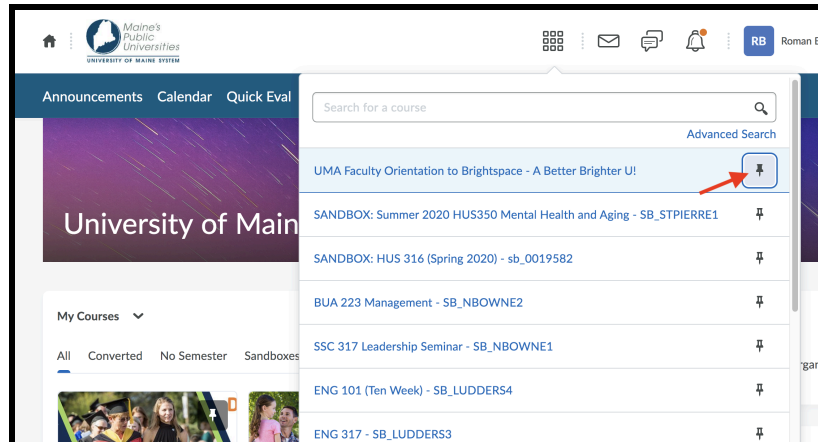 Maine's
Public
Universities
UNIVERSITY OF MAINE SYSTEM
RB
Roman
Announcements Calendar Quick Eval
Search for a course
Advanced Search
UMA Faculty Orientation to Brightspace - A Better Brighter U!
University of Main
SANDBOX: Summer 2020 HUS350 Mental Health and Aging - SB_STPIERRE1
SANDBOX: HUS 316 (Spring 2020) - sb_0019582
BUA 223 Management - SB_NBOWNE2
My Courses
SSC 317 Leadership Seminar - SB_NBOWNE1
All Converted No Semester Sandboxes
ENG 101 (Ten Week) - SB_LUDDERS4
ENG 317 - SB_LUDDERS3